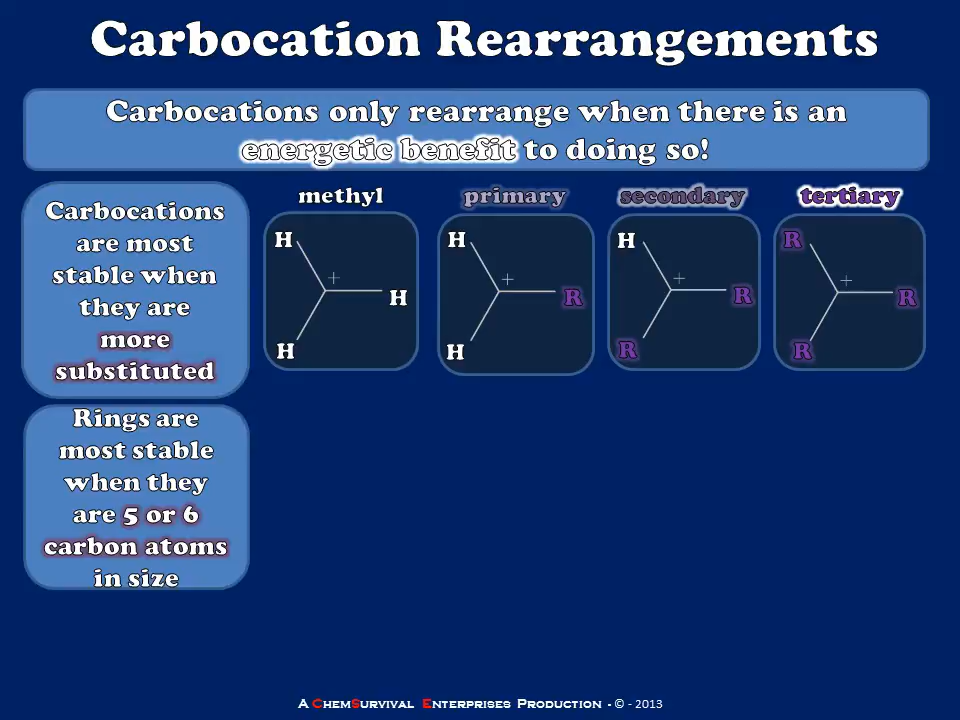 Carbocation Rearrangements
Carbocations only rearrange when there is an
energetic benefit to doing so!
Carbocations
are most
stable when
they are
more
substituted
methyl
primary
secondary
tertiary
H
+
H
H
H
+
R
H
H
+
R
R
R
+
R
R
Rings are
most stable
when they
are 5 or 6
carbon atoms
in size
A ChemSurvival Enterprises Production - © - 2013